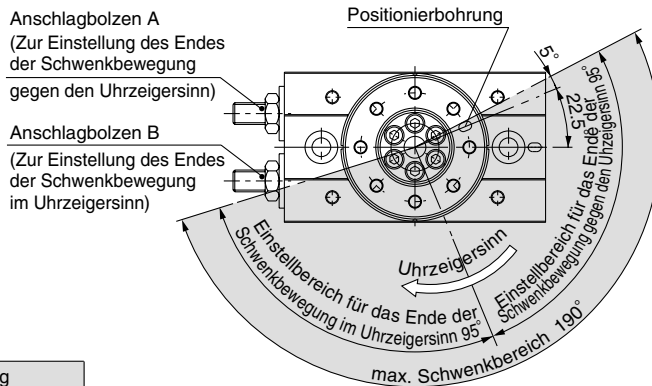 Anschlagbolzen A
(Zur Einstellung des Endes
der Schwenkbewegung
gegen den Uhrzeigersinn)
Positionierbohrung
Anschlagbolzen B
(Zur Einstellung des Endes
der Schwenkbewegung
im Uhrzeigersinn)
5°
22.5°
Einstellbereich für das Ende der
Schwenkbewegung gegen den Uhrzeigersinn 95°
Uhrzeigersinn
Einstellbereich für das Ende der
Schwenkbewegung im Uhrzeigersinn 95°
max. Schwenkbereich 190°
g